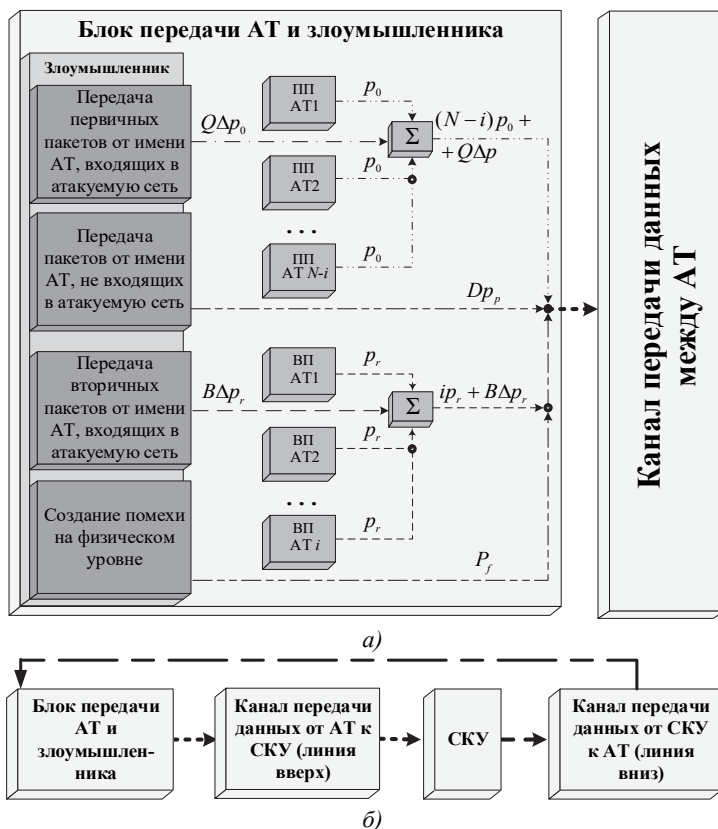 Блок передачи АТ и злоумышленника
Злоумышленник
Передача
первичных
пакетов от имени
АТ, входящих в
атакуемую сеть
Передача
пакетов от имени
АТ, не входящих
в атакуемую сеть
Передача
вторичных
пакетов от имени
АТ, входящих в
атакуемую сеть
Создание помехи
на физическом
уровне
QΔp₀
ПП
АТ1
p₀
ПП
АТ2
p₀
...
ПП
АТ N-i
p₀
Σ
(N − i)p₀ +
+ QΔp
Dpₚ
BΔpᵣ
ВП
АТ1
pᵣ
ВП
АТ2
pᵣ
...
ВП
АТ i
pᵣ
Σ
ipᵣ + BΔpᵣ
P_f
Канал передачи данных
между АТ
а)
Блок передачи
АТ и
злоумышлен-
ника
Канал передачи
данных от АТ к
СКУ (линия
вверх)
СКУ
Канал передачи
данных от СКУ
к АТ (линия
вниз)
б)